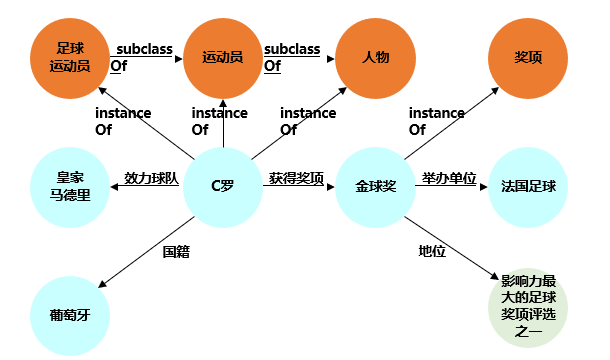 足球
运动员
subclass
Of
运动员
subclass
Of
人物
奖项
instance
Of
instance
Of
instance
Of
instance
Of
皇家
马德里
效力球队
C罗
获得奖项
金球奖
举办单位
法国足球
国籍
地位
葡萄牙
影响力最
大的足球
奖项评选
之一